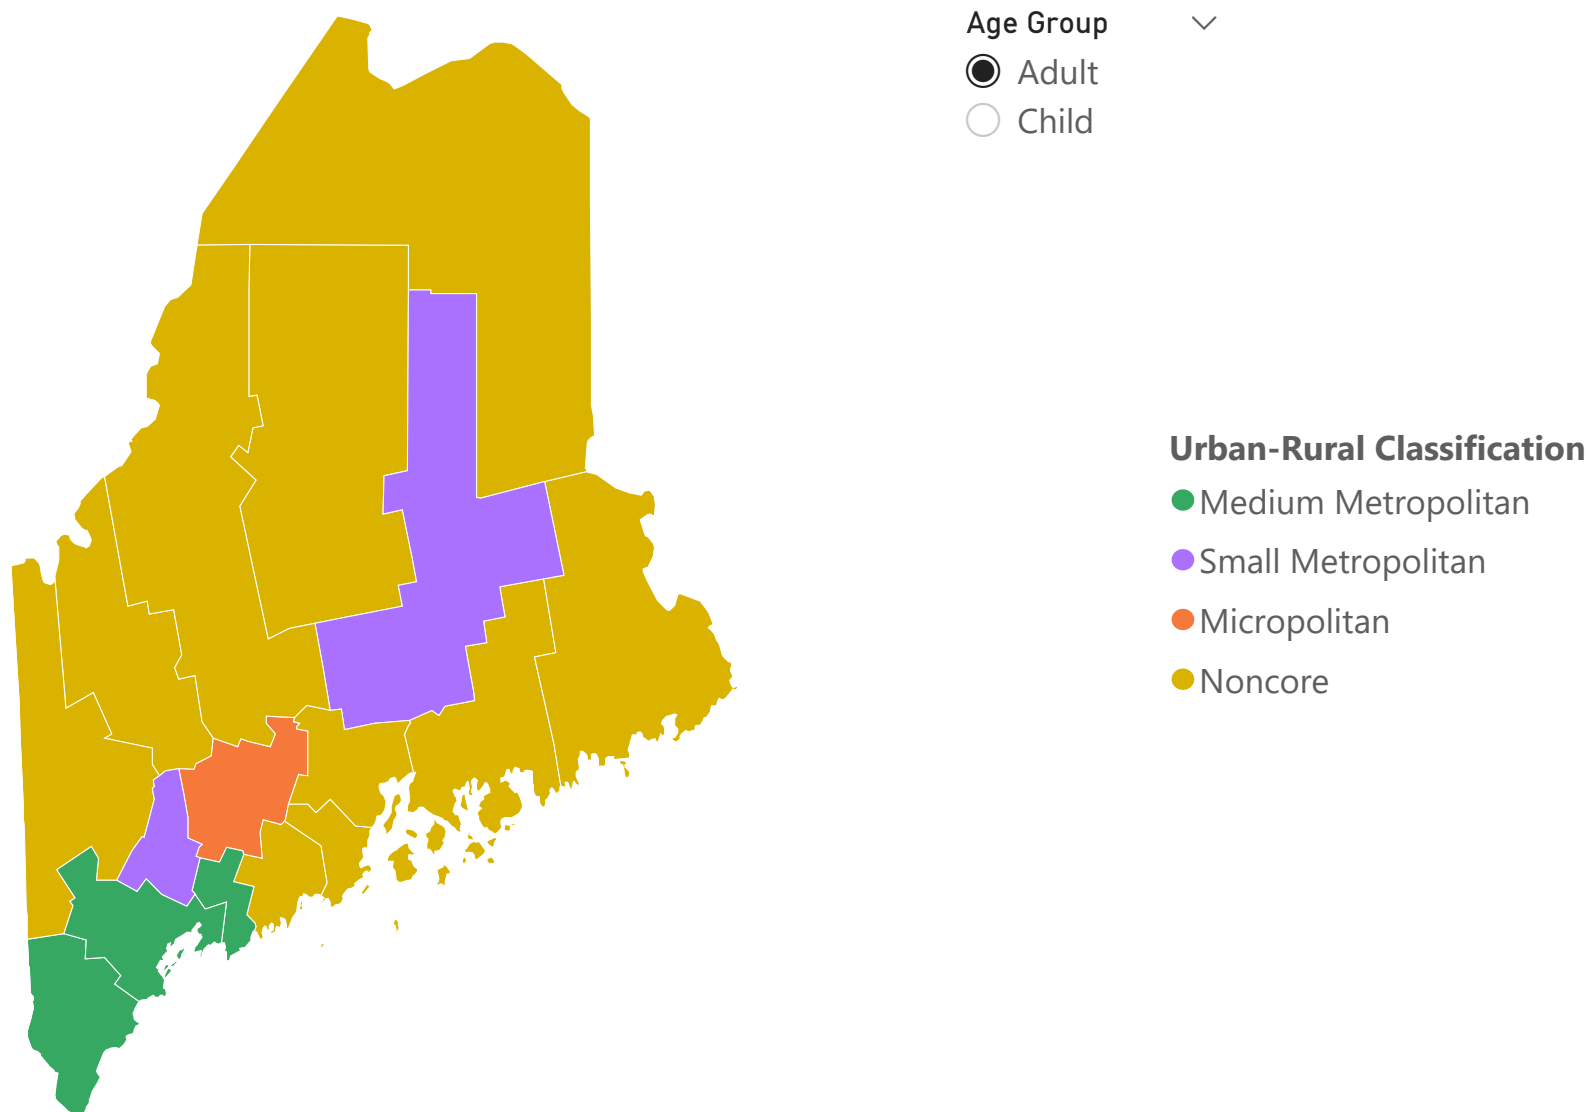 Age Group
Adult
Child
Urban-Rural Classification
Medium Metropolitan
Small Metropolitan
Micropolitan
Noncore